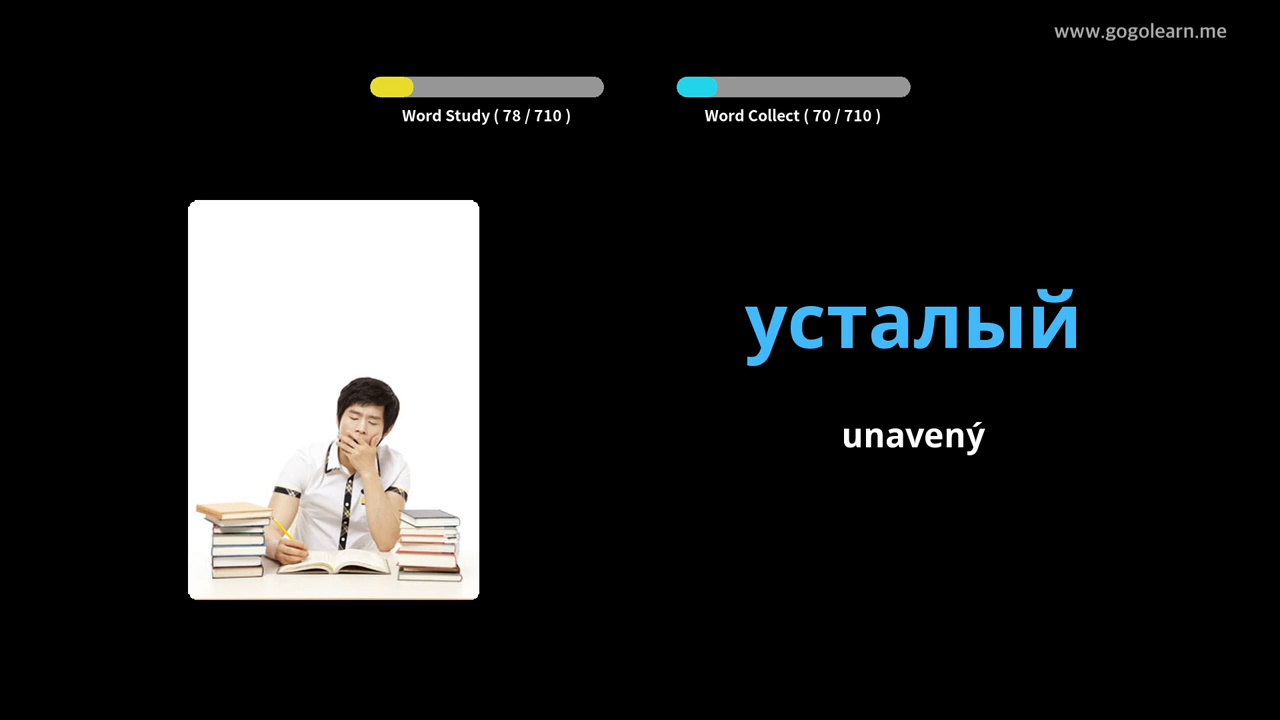 www.gogolearn.me
Word Study ( 78 / 710 )
Word Collect ( 70 / 710 )
усталый
unavený